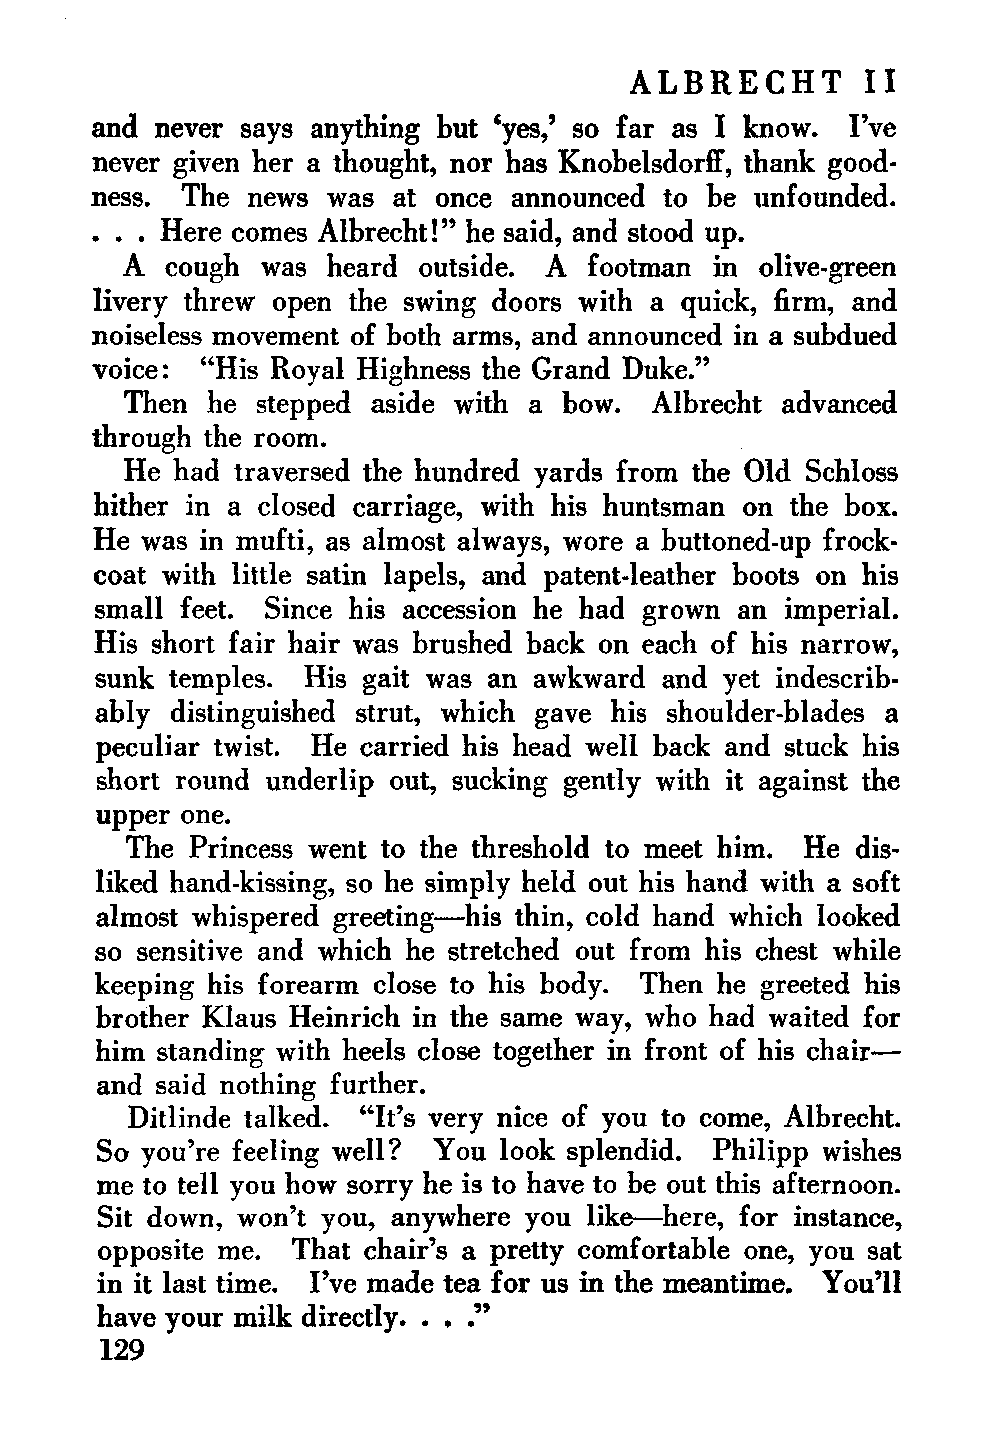 ALBRECHT II
and never says anything but ‘yes,’ so far as I know. I’ve
never given her a thought, nor has Knobelsdorff, thank good-
ness. The news was at once announced to be unfounded.
. . . Here comes Albrecht!” he said, and stood up.
A cough was heard outside. A footman in olive-green
livery threw open the swing doors with a quick, firm, and
noiseless movement of both arms, and announced in a subdued
voice: “His Royal Highness the Grand Duke.”
Then he stepped aside with a bow. Albrecht advanced
through the room.
He had traversed the hundred yards from the Old Schloss
hither in a closed carriage, with his huntsman on the box.
He was in mufti, as almost always, wore a buttoned-up frock-
coat with little satin lapels, and patent-leather boots on his
small feet. Since his accession he had grown an imperial.
His short fair hair was brushed back on each of his narrow,
sunk temples. His gait was an awkward and yet indescrib-
ably distinguished strut, which gave his shoulder-blades a
peculiar twist. He carried his head well back and stuck his
short round underlip out, sucking gently with it against the
upper one.
The Princess went to the threshold to meet him. He dis-
liked hand-kissing, so he simply held out his hand with a soft
almost whispered greeting—his thin, cold hand which looked
so sensitive and which he stretched out from his chest while
keeping his forearm close to his body. Then he greeted his
brother Klaus Heinrich in the same way, who had waited for
him standing with heels close together in front of his chair—
and said nothing further.
Ditlinde talked. “It’s very nice of you to come, Albrecht.
So you’re feeling well? You look splendid. Philipp wishes
me to tell you how sorry he is to have to be out this afternoon.
Sit down, won’t you, anywhere you like—here, for instance,
opposite me. That chair’s a pretty comfortable one, you sat
in it last time. I’ve made tea for us in the meantime. You’ll
have your milk directly. . . .”
129